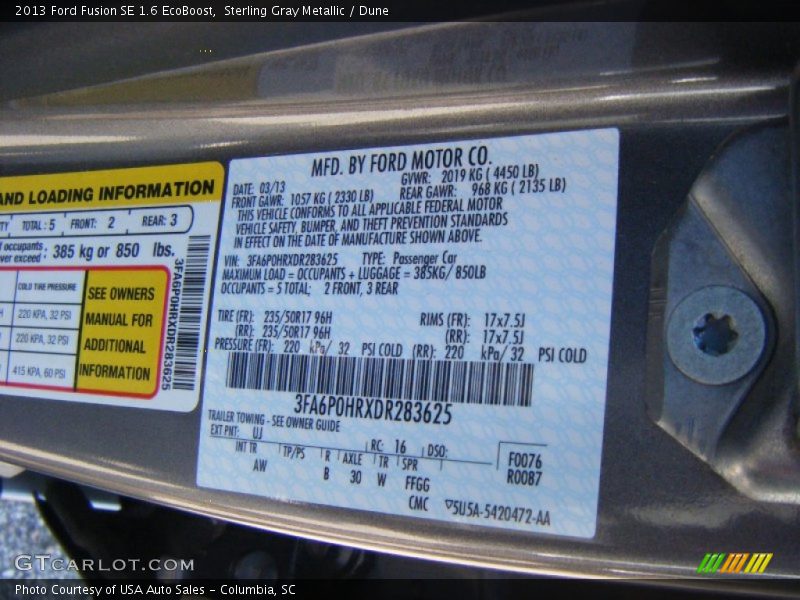 2013 Ford Fusion SE 1.6 EcoBoost, Sterling Gray Metallic / Dune
AND LOADING INFORMATION
TOTAL: 5 FRONT: 2 REAR: 3
of occupants
ver exceed : 385 kg or 850 lbs.
COLD TIRE PRESSURE
220 KPA, 32 PSI
220 KPA, 32 PSI
415 KPA, 60 PSI
SEE OWNERS
MANUAL FOR
ADDITIONAL
INFORMATION
3FA6P0HRXDR283625
MFD. BY FORD MOTOR CO.
DATE: 03/13 GVWR: 2019 KG ( 4450 LB)
FRONT GAWR: 1057 KG ( 2330 LB) REAR GAWR: 968 KG ( 2135 LB)
THIS VEHICLE CONFORMS TO ALL APPLICABLE FEDERAL MOTOR
VEHICLE SAFETY, BUMPER, AND THEFT PREVENTION STANDARDS
IN EFFECT ON THE DATE OF MANUFACTURE SHOWN ABOVE.
VIN: 3FA6P0HRXDR283625 TYPE: Passenger Car
MAXIMUM LOAD = OCCUPANTS + LUGGAGE = 385KG/ 850LB
OCCUPANTS = 5 TOTAL; 2 FRONT, 3 REAR
TIRE (FR): 235/50R17 96H RIMS (FR): 17x7.5J
(RR): 235/50R17 96H (RR): 17x7.5J
PRESSURE (FR): 220 kPa/ 32 PSI COLD (RR): 220 kPa/ 32 PSI COLD
3FA6P0HRXDR283625
TRAILER TOWING - SEE OWNER GUIDE
EXT PNT: UJ RC: 16 DSO:
INT TR TP/PS R AXLE TR SPR F0076
AW B 30 W FFGG R0087
CMC 5U5A-5420472-AA
GTCARLOT.COM
Photo Courtesy of USA Auto Sales - Columbia, SC